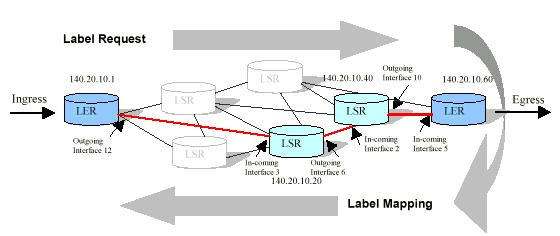 Label Request
140.20.10.1
140.20.10.40
Outgoing
Interface 10
140.20.10.60
Ingress
LER
LSR
LSR
LSR
LER
Egress
Outgoing
Interface 12
LSR
LSR
In-coming
Interface 3
Outgoing
Interface 6
In-coming
Interface 2
In-coming
Interface 5
140.20.10.20
Label Mapping